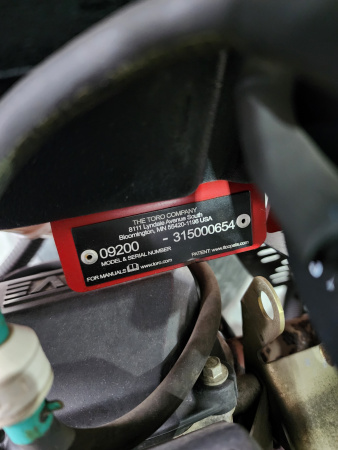 THE TORO COMPANY
8111 Lyndale Avenue South
Bloomington, MN 55420-1196 USA
09200 - 315000654
MODEL & SERIAL NUMBER
FOR MANUALS www.toro.com PATENT: www.ttcopats.com